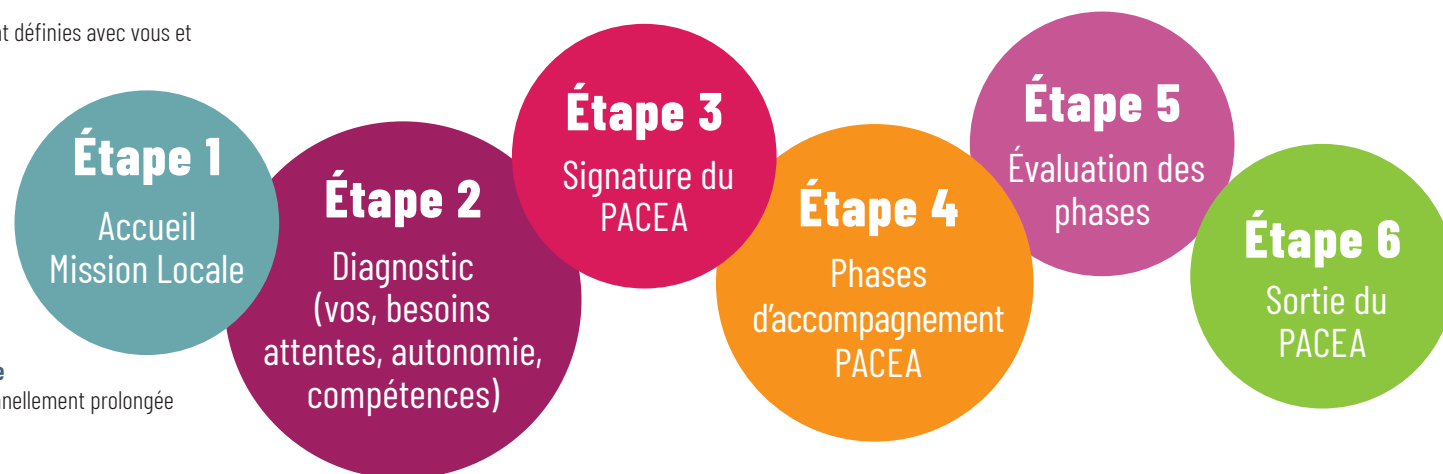 t définies avec vous et
Étape 1
Accueil
Mission Locale
Étape 2
Diagnostic
(vos, besoins
attentes, autonomie,
compétences)
Étape 3
Signature du
PACEA
Étape 4
Phases
d'accompagnement
PACEA
Étape 5
Évaluation des
phases
Étape 6
Sortie du
PACEA
e
nnellement prolongée